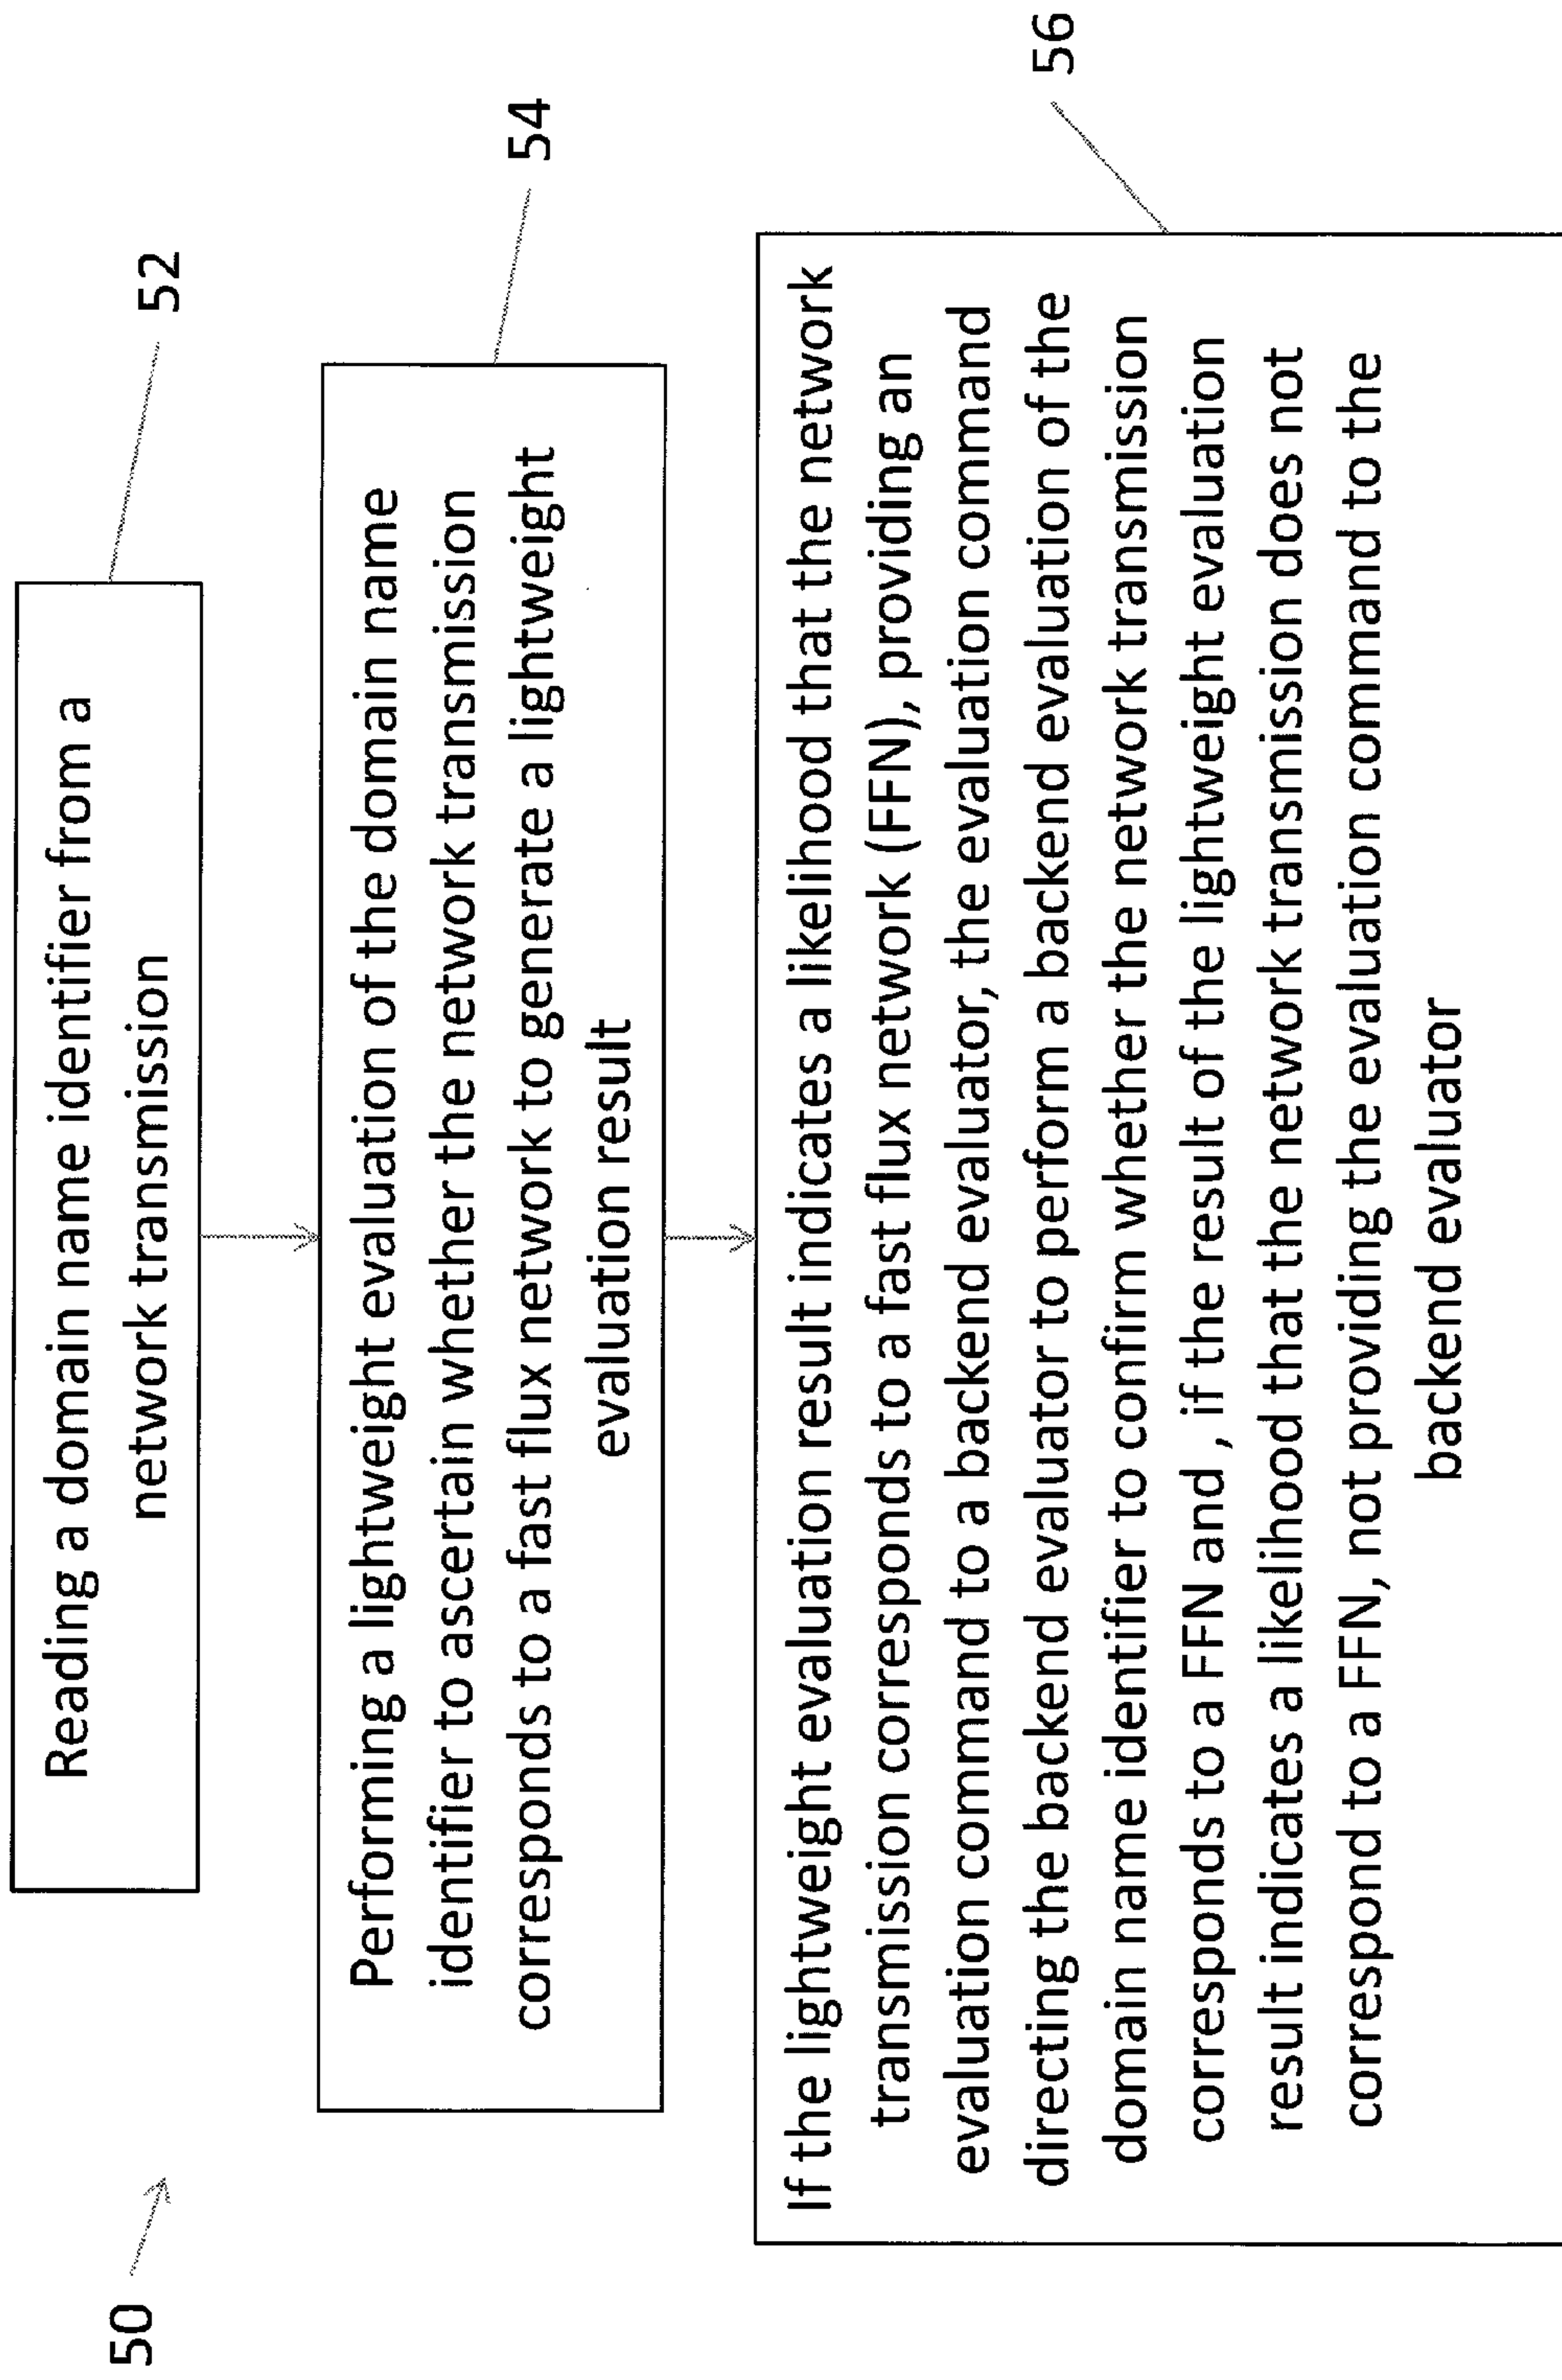 50
52
Reading a domain name identifier from a
network transmission
54
Performing a lightweight evaluation of the domain name
identifier to ascertain whether the network transmission
corresponds to a fast flux network to generate a lightweight
evaluation result
56
If the lightweight evaluation result indicates a likelihood that the network
transmission corresponds to a fast flux network (FFN), providing an
evaluation command to a backend evaluator, the evaluation command
directing the backend evaluator to perform a backend evaluation of the
domain name identifier to confirm whether the network transmission
corresponds to a FFN and , if the result of the lightweight evaluation
result indicates a likelihood that the network transmission does not
correspond to a FFN, not providing the evaluation command to the
backend evaluator